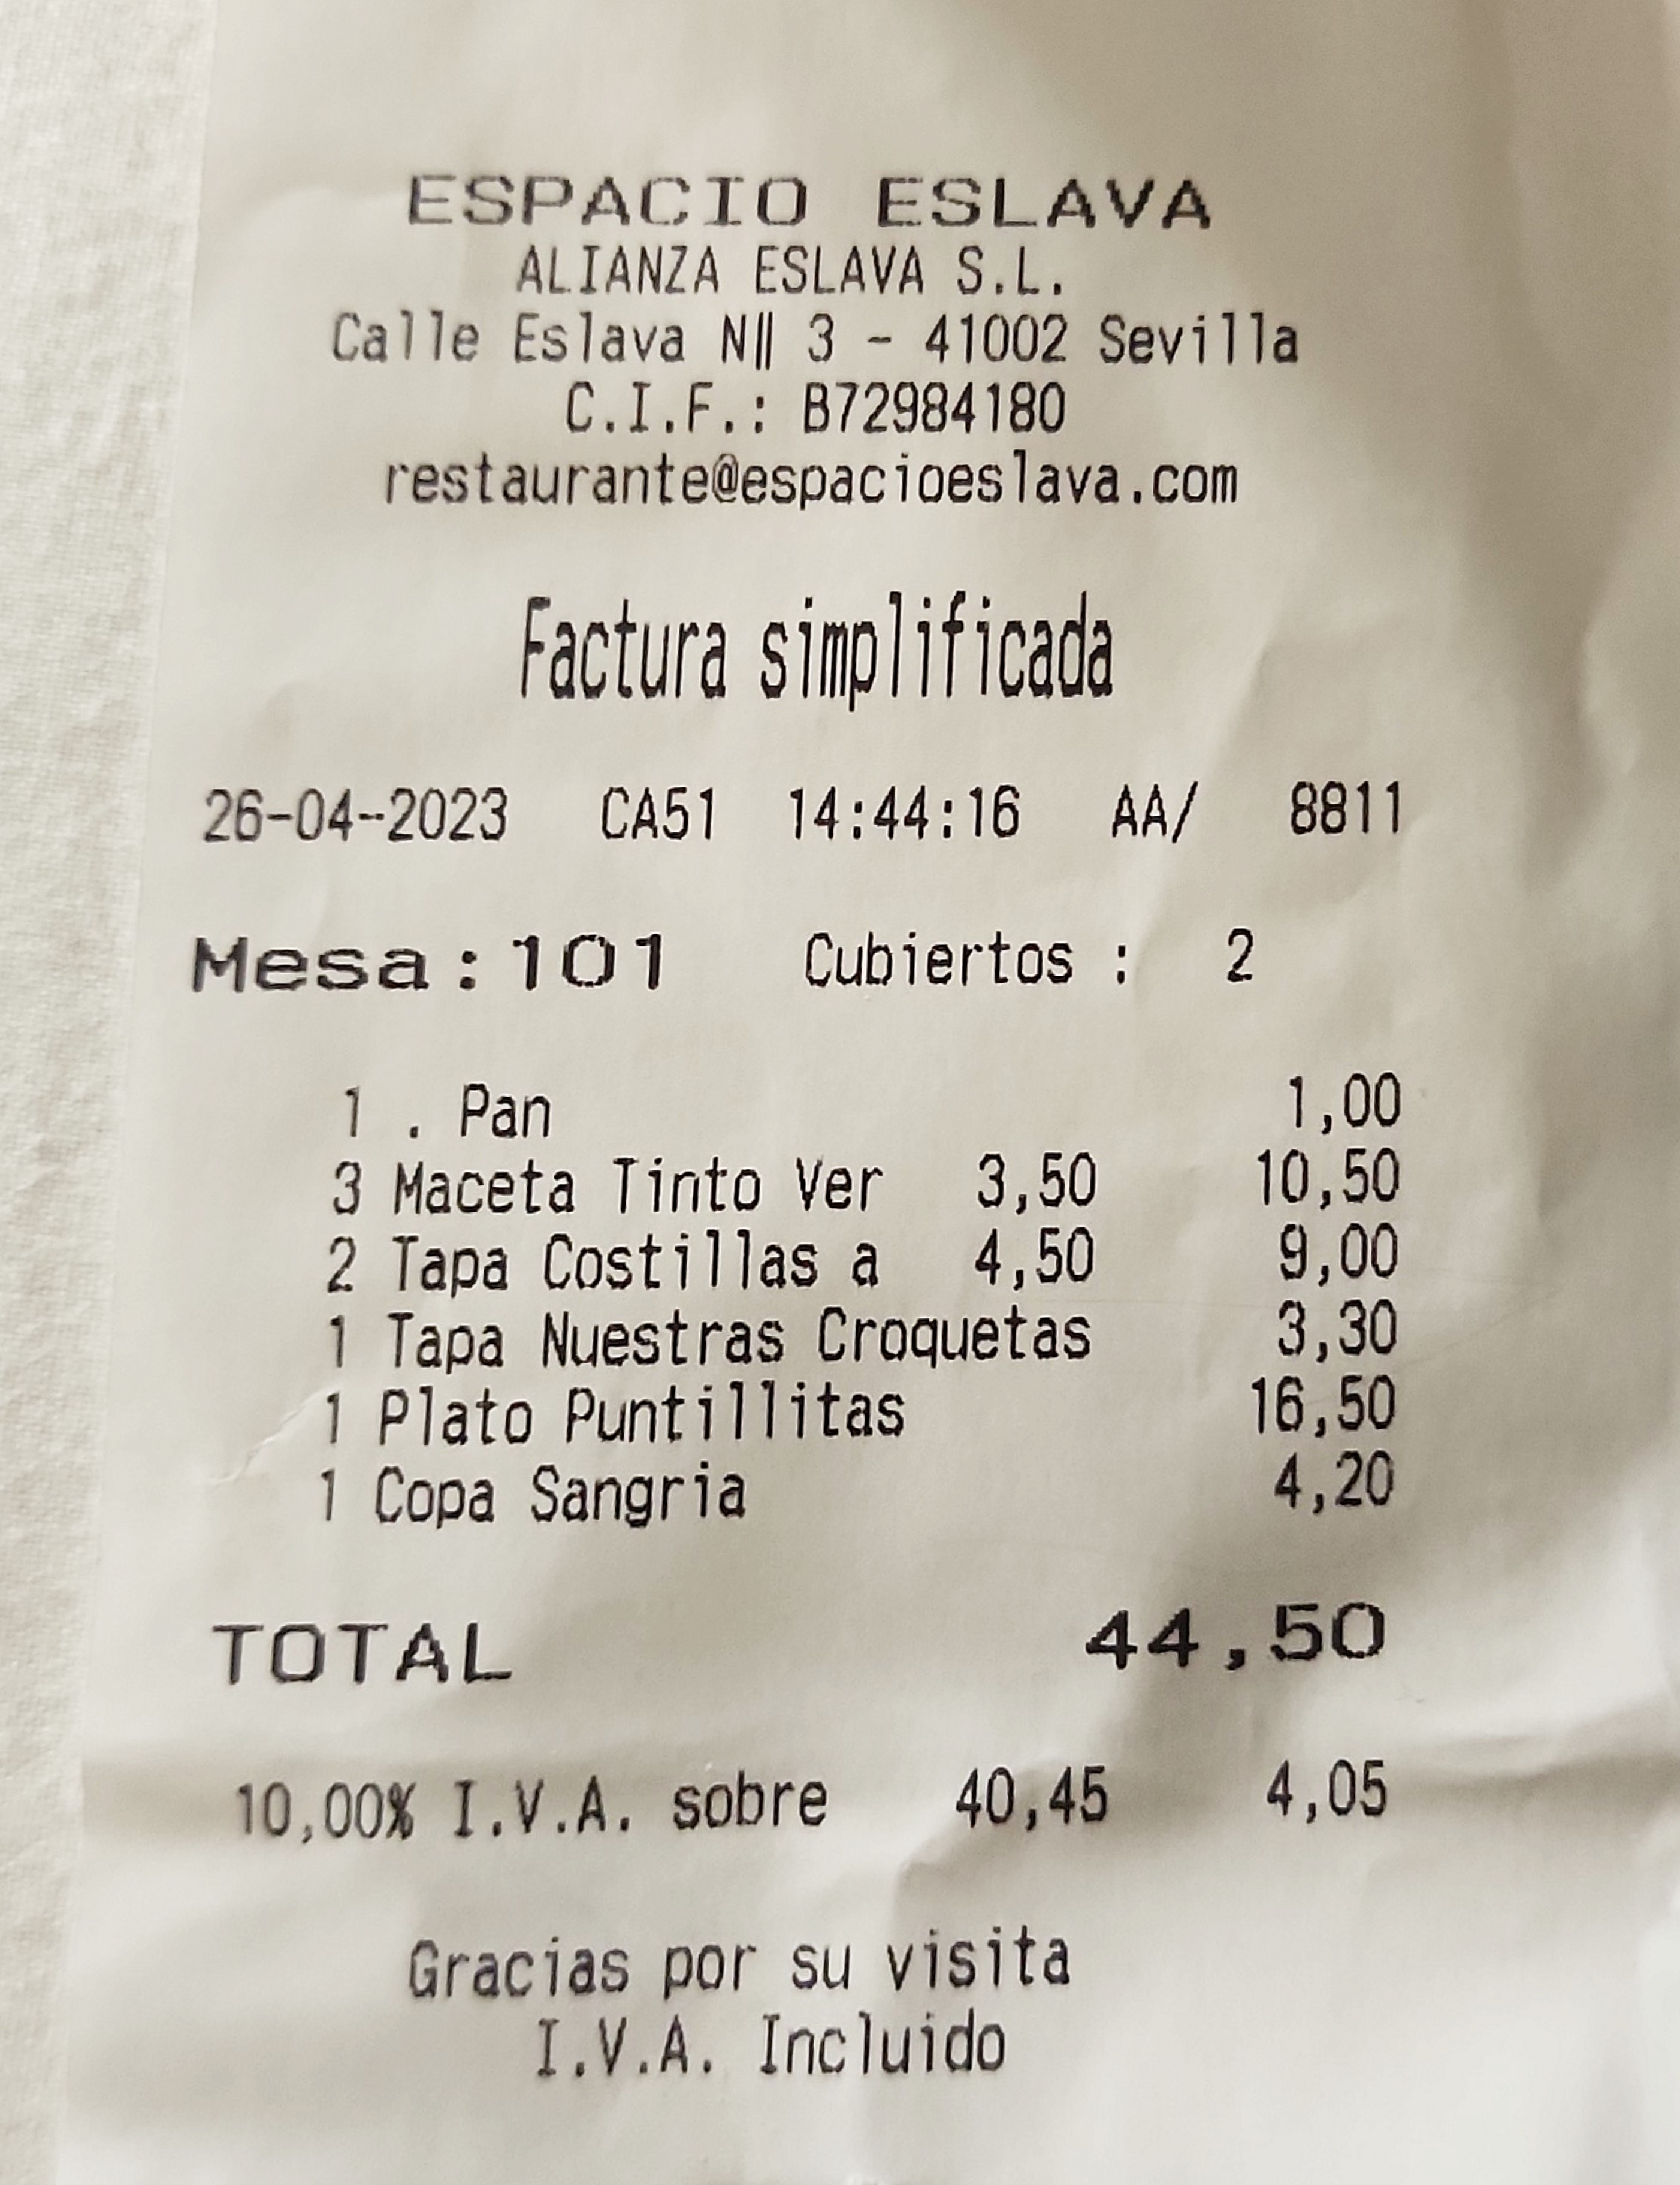 ESPACIO ESLAVA
ALIANZA ESLAVA S.L.
Calle Eslava N‖ 3 - 41002 Sevilla
C.I.F.: B72984180
restaurante@espacioeslava.com
Factura simplificada
26-04-2023 CA51 14:44:16 AA/ 8811
Mesa:101 Cubiertos : 2
1 . Pan 1,00
3 Maceta Tinto Ver 3,50 10,50
2 Tapa Costillas a 4,50 9,00
1 Tapa Nuestras Croquetas 3,30
1 Plato Puntillitas 16,50
1 Copa Sangria 4,20
TOTAL 44,50
10,00% I.V.A. sobre 40,45 4,05
Gracias por su visita
I.V.A. Incluido